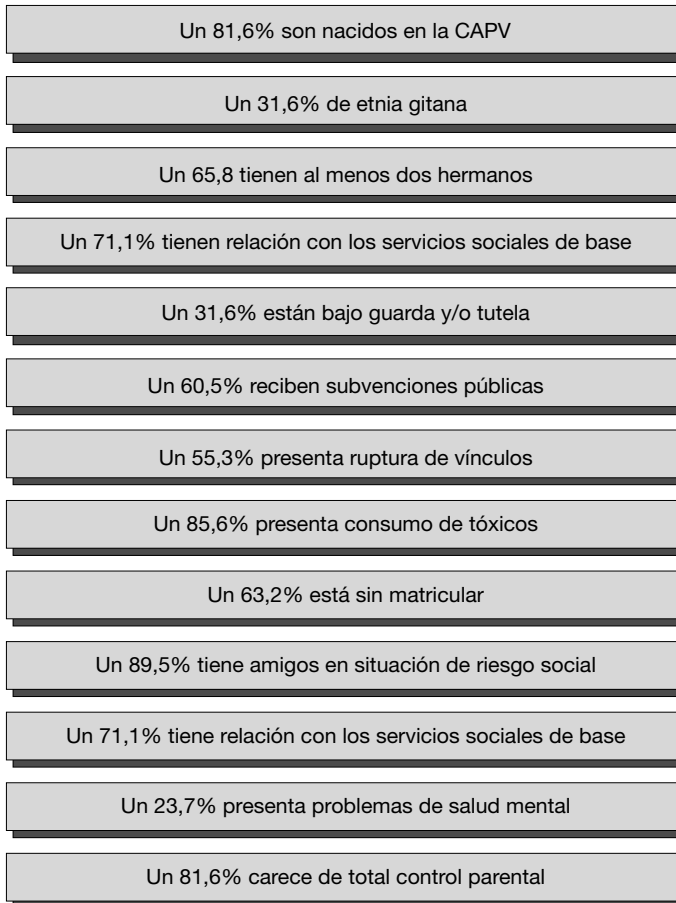 Un 81,6% son nacidos en la CAPV
Un 31,6% de etnia gitana
Un 65,8 tienen al menos dos hermanos
Un 71,1% tienen relación con los servicios sociales de base
Un 31,6% están bajo guarda y/o tutela
Un 60,5% reciben subvenciones públicas
Un 55,3% presenta ruptura de vínculos
Un 85,6% presenta consumo de tóxicos
Un 63,2% está sin matricular
Un 89,5% tiene amigos en situación de riesgo social
Un 71,1% tiene relación con los servicios sociales de base
Un 23,7% presenta problemas de salud mental
Un 81,6% carece de total control parental